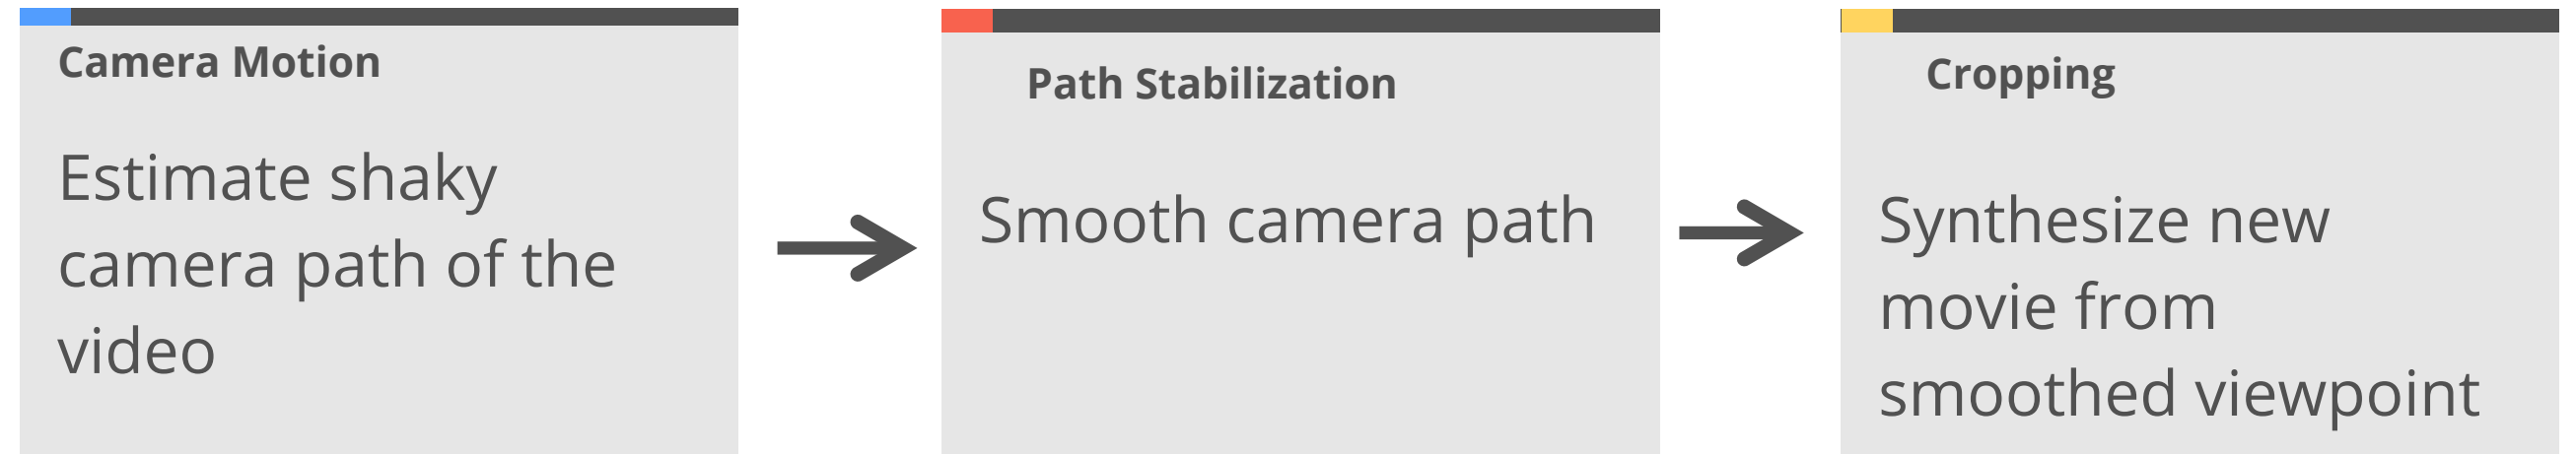 Camera Motion
Estimate shaky
camera path of the
video
Path Stabilization
Smooth camera path
Cropping
Synthesize new
movie from
smoothed viewpoint